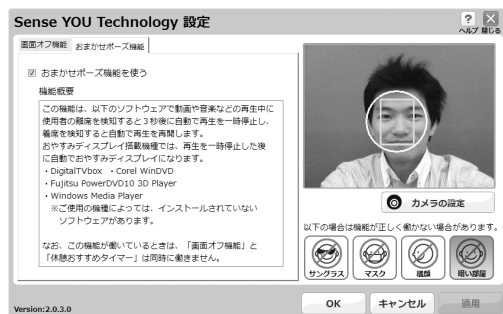 Sense YOU Technology 設定
ヘルプ 閉じる
画面オフ機能 おまかせポーズ機能
おまかせポーズ機能を使う
機能概要
この機能は、以下のソフトウェアで動画や音楽などの再生中に
使用者の離席を検知すると3秒後に自動で再生を一時停止し、
着席を検知すると自動で再生を再開します。
おやすみディスプレイ搭載機種では、再生を一時停止した後
に自動でおやすみディスプレイになります。
・DigitalTVbox ・Corel WinDVD
・Fujitsu PowerDVD10 3D Player
・Windows Media Player
※ご使用の機種によっては、インストールされていない
ソフトウェアがあります。
なお、この機能が働いているときは、「画面オフ機能」と
「休憩おすすめタイマー」は同時に働きません。
カメラの設定
以下の場合は機能が正しく働かない場合があります。
サングラス マスク 横顔 暗い部屋
Version:2.0.3.0
OK キャンセル 適用